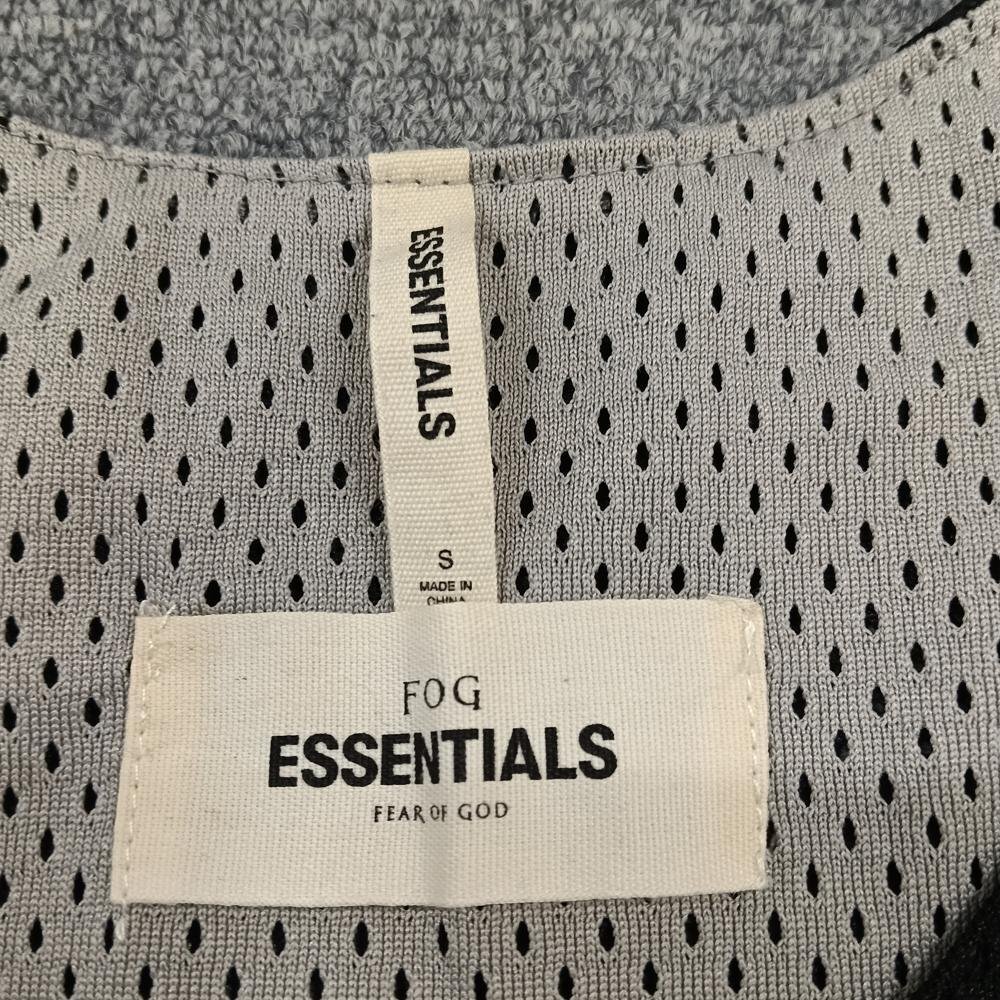 ESSENTIALS
S
MADE IN
CHINA
FOG
ESSENTIALS
FEAR OF GOD